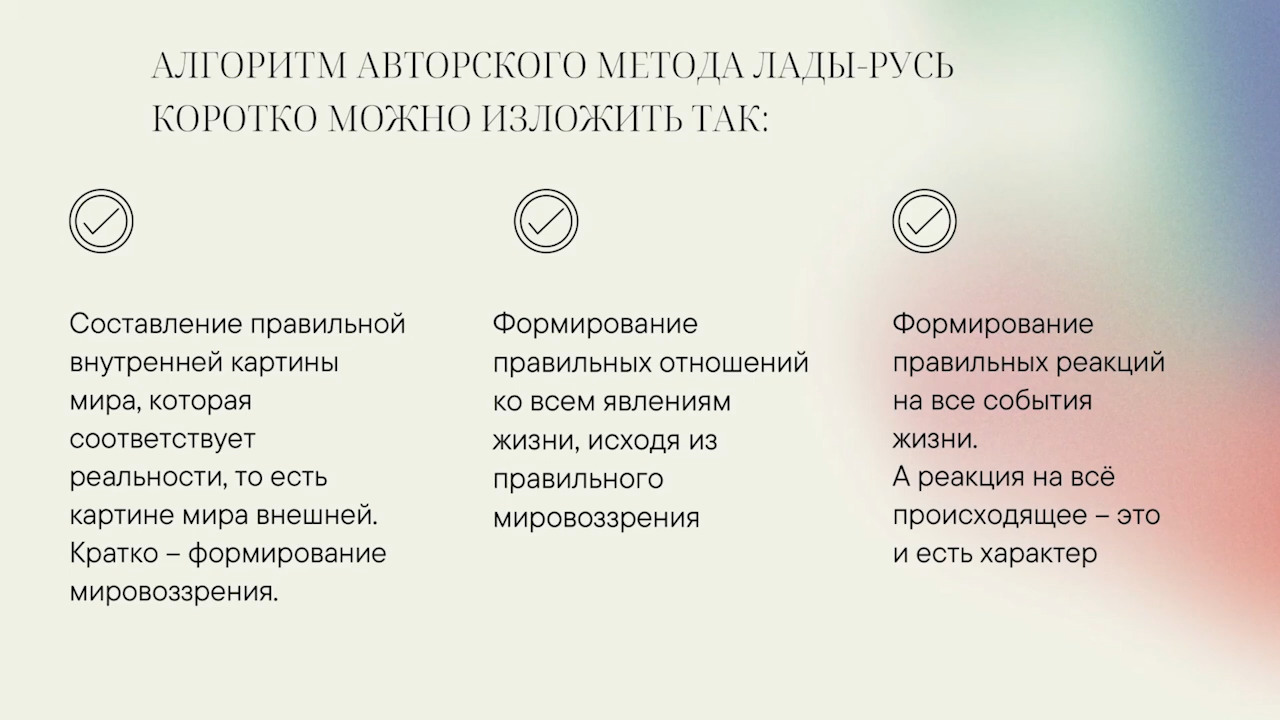 АЛГОРИТМ АВТОРСКОГО МЕТОДА ЛАДЫ-РУСЬ
КОРОТКО МОЖНО ИЗЛОЖИТЬ ТАК:
Составление правильной
внутренней картины
мира, которая
соответствует
реальности, то есть
картине мира внешней.
Кратко – формирование
мировоззрения.
Формирование
правильных отношений
ко всем явлениям
жизни, исходя из
правильного
мировоззрения
Формирование
правильных реакций
на все события
жизни.
А реакция на всё
происходящее – это
и есть характер